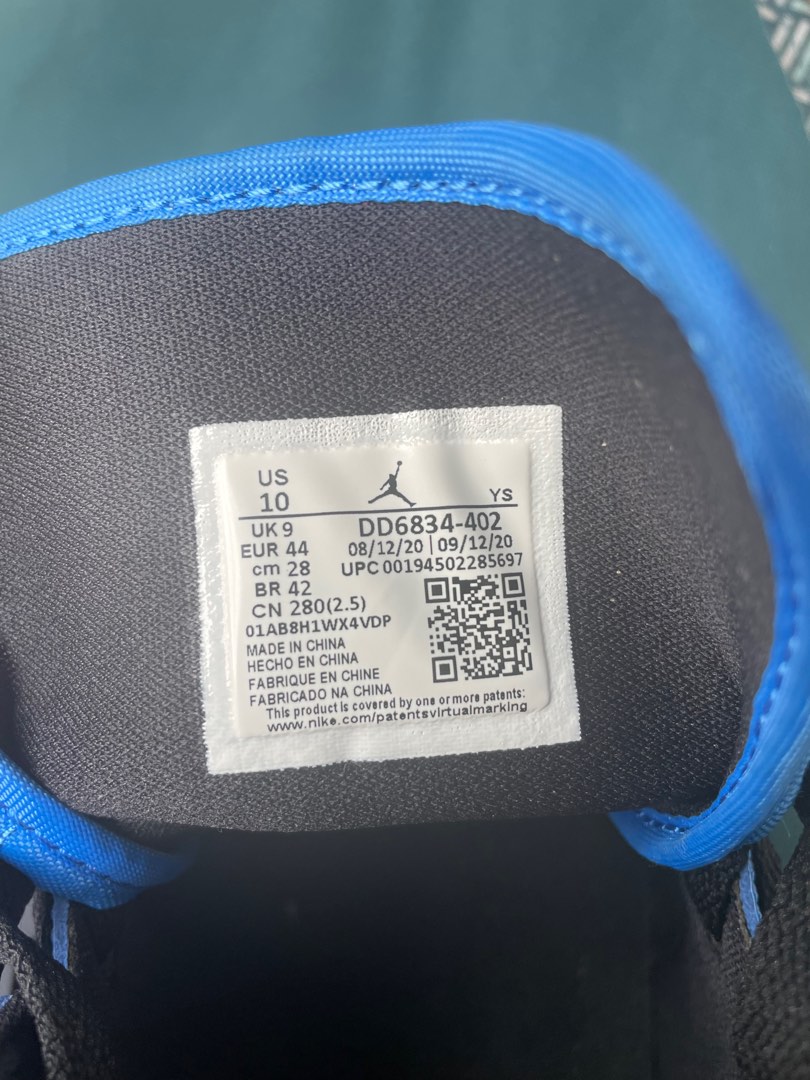 US
10
YS
UK 9
DD6834-402
EUR 44
08/12/20 | 09/12/20
cm 28
UPC 00194502285697
BR 42
CN 280(2.5)
01AB8H1WX4VDP
MADE IN CHINA
HECHO EN CHINA
FABRIQUE EN CHINE
FABRICADO NA CHINA
This product is covered by one or more patents:
www.nike.com/patentsvirtualmarking